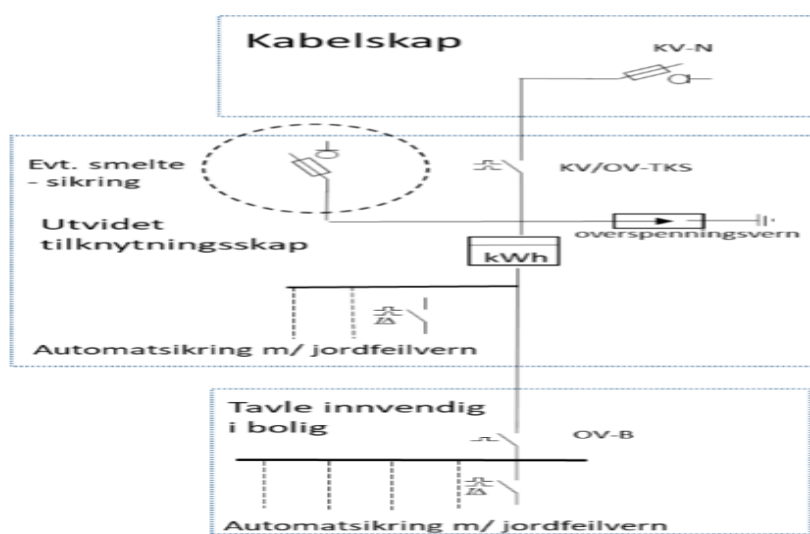 Kabelskap
KV-N
Evt. smelte
- sikring
KV/OV-TKS
Utvidet
tilknytningsskap
overspenningsvern
kWh
Automatsikring m/ jordfeilvern
Tavle innvendig
i bolig
OV-B
Automatsikring m/ jordfeilvern